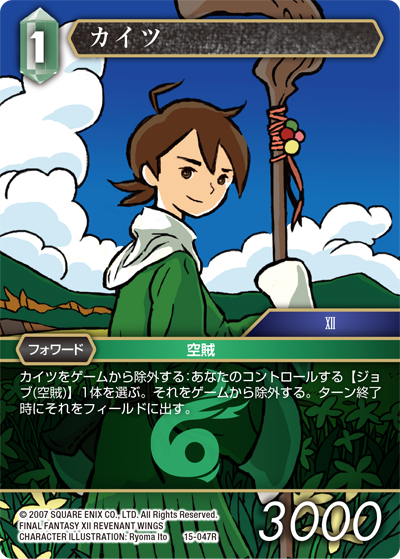 1
カイツ
XII
フォワード
空賊
カイツをゲームから除外する：あなたのコントロールする【ジョ
ブ(空賊)】1体を選ぶ。それをゲームから除外する。ターン終了
時にそれをフィールドに出す。
© 2007 SQUARE ENIX CO., LTD. All Rights Reserved.
FINAL FANTASY XII REVENANT WINGS
CHARACTER ILLUSTRATION: Ryoma Ito
15-047R
3000